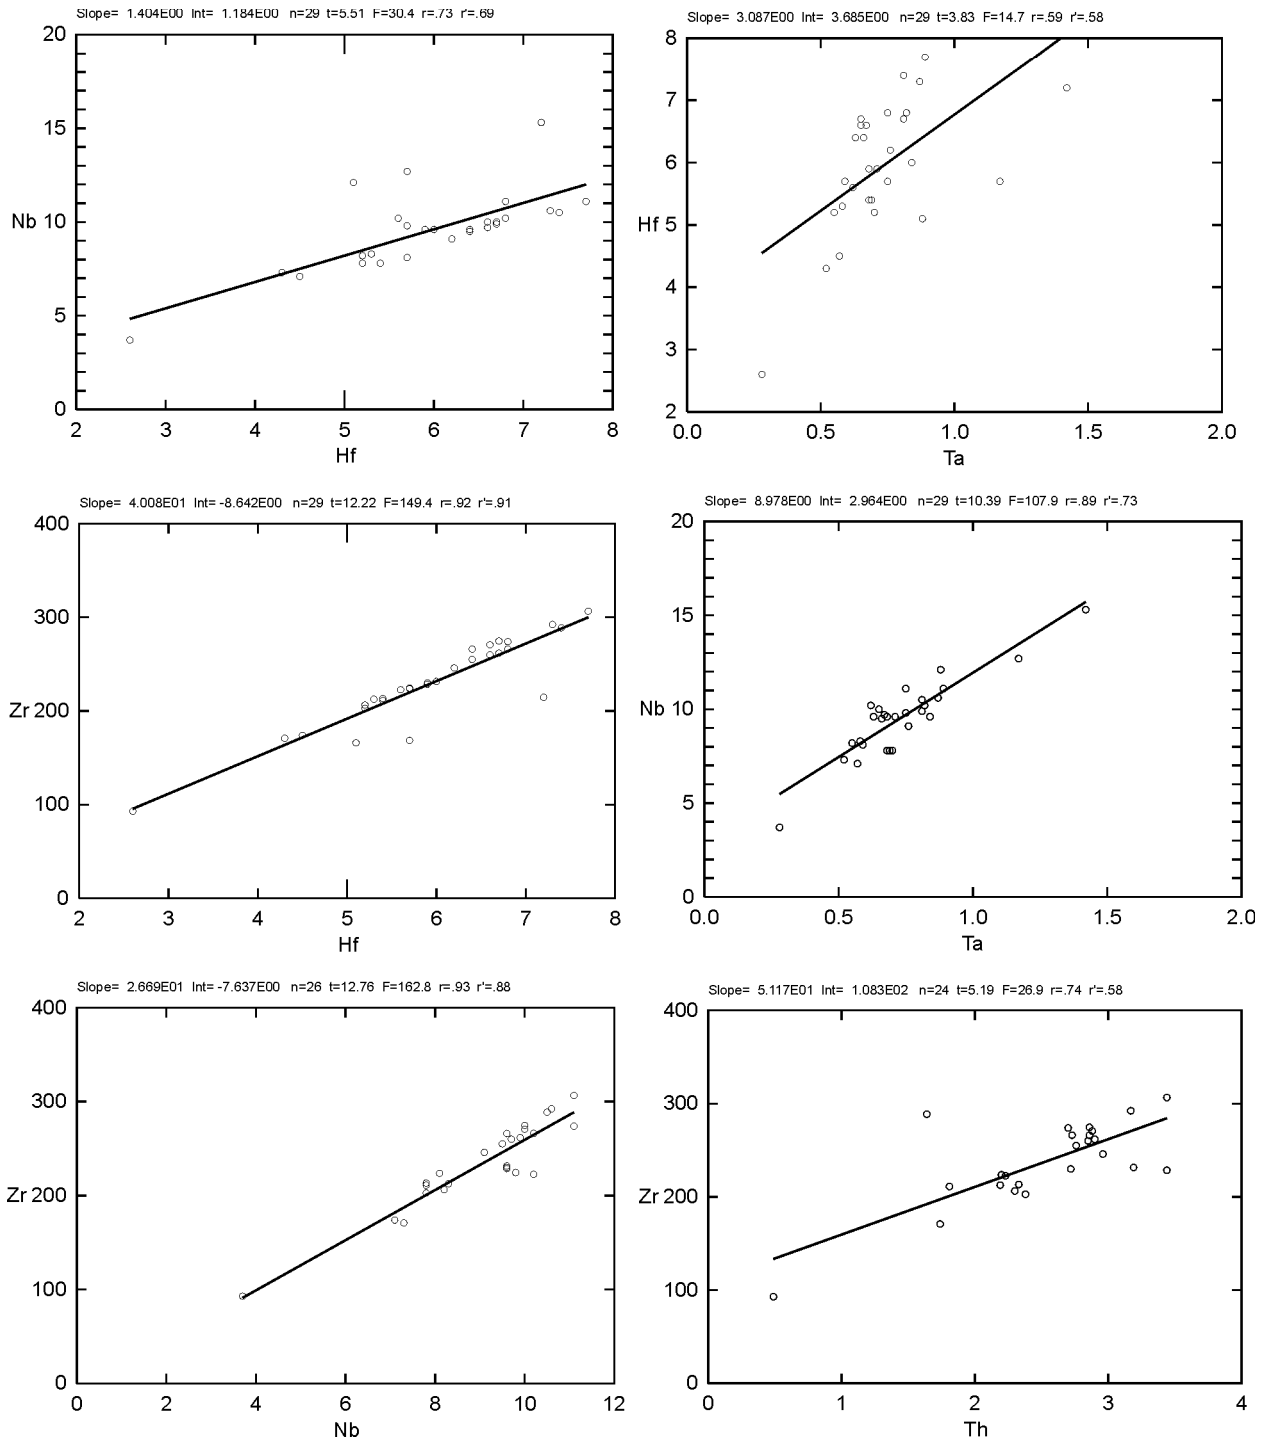 Slope= 1.404E00 Int= 1.184E00 n=29 t=5.51 F=30.4 r=.73 r'=.69
20
15
Nb 10
5
0
2 3 4 5 6 7 8
Hf
Slope= 3.087E00 Int= 3.685E00 n=29 t=3.83 F=14.7 r=.59 r'=.58
8
7
6
Hf 5
4
3
2
0.0 0.5 1.0 1.5 2.0
Ta
Slope= 4.008E01 Int= -8.642E00 n=29 t=12.22 F=149.4 r=.92 r'=.91
400
300
Zr 200
100
0
2 3 4 5 6 7 8
Hf
Slope= 8.978E00 Int= 2.964E00 n=29 t=10.39 F=107.9 r=.89 r'=.73
20
15
Nb 10
5
0
0.0 0.5 1.0 1.5 2.0
Ta
Slope= 2.669E01 Int= -7.637E00 n=26 t=12.76 F=162.8 r=.93 r'=.88
400
300
Zr 200
100
0
0 2 4 6 8 10 12
Nb
Slope= 5.117E01 Int= 1.083E02 n=24 t=5.19 F=26.9 r=.74 r'=.58
400
300
Zr 200
100
0
0 1 2 3 4
Th